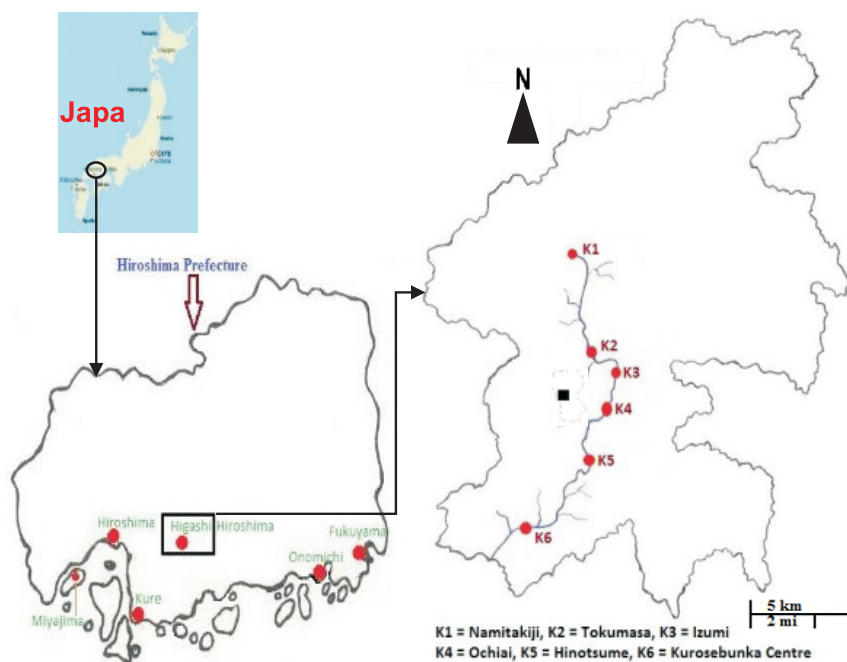 Japa
Hiroshima Prefecture
Hiroshima
Higashi Hiroshima
Fukuyama
Onomichi
Miyajima
Kure
N
K1
K2
K3
K4
K5
K6
5 km
2 mi
K1 = Namitakiji, K2 = Tokumasa, K3 = Izumi
K4 = Ochiai, K5 = Hinotsume, K6 = Kurosebunka Centre